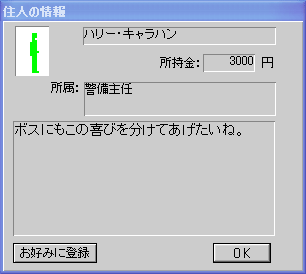 住人の情報
ハリー・キャラハン
所持金: 3000 円
所属: 警備主任
ボスにもこの喜びを分けてあげたいね。
お好みに登録 OK